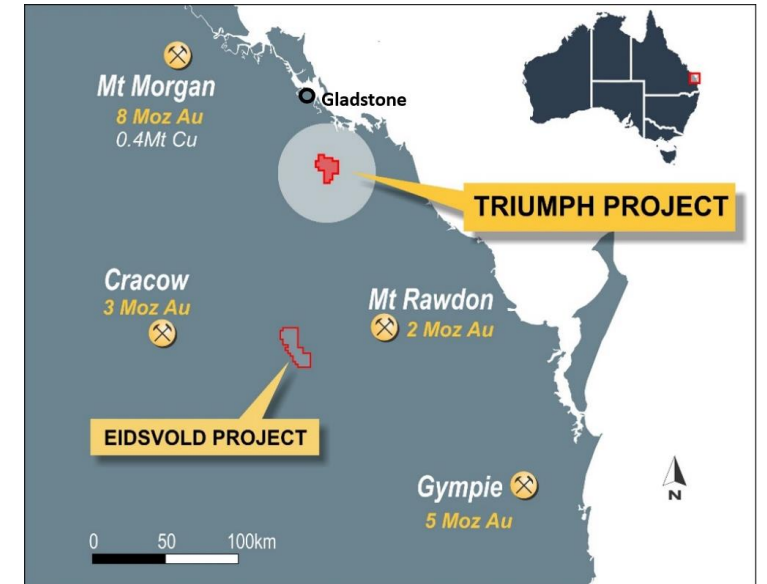 Mt Morgan
8 Moz Au
0.4Mt Cu
Gladstone
TRIUMPH PROJECT
Cracow
3 Moz Au
Mt Rawdon
2 Moz Au
EIDSVOLD PROJECT
Gympie
5 Moz Au
N
0 50 100km